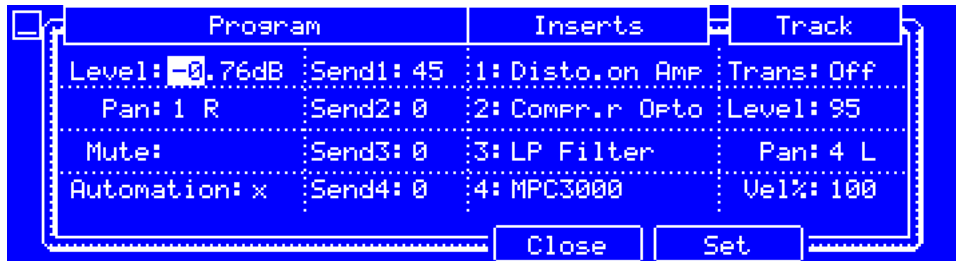 Program Inserts Track
Level: -0.76dB Send1: 45 1: Disto.on Amp Trans: Off
Pan: 1 R Send2: 0 2: Compr.r Opto Level: 95
Mute: Send3: 0 3: LP Filter Pan: 4 L
Automation: x Send4: 0 4: MPC3000 Vel%: 100
Close Set